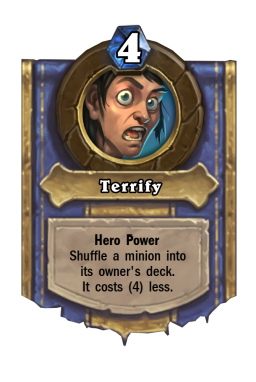 4
Terrify
Hero Power
Shuffle a minion into
its owner's deck.
It costs (4) less.